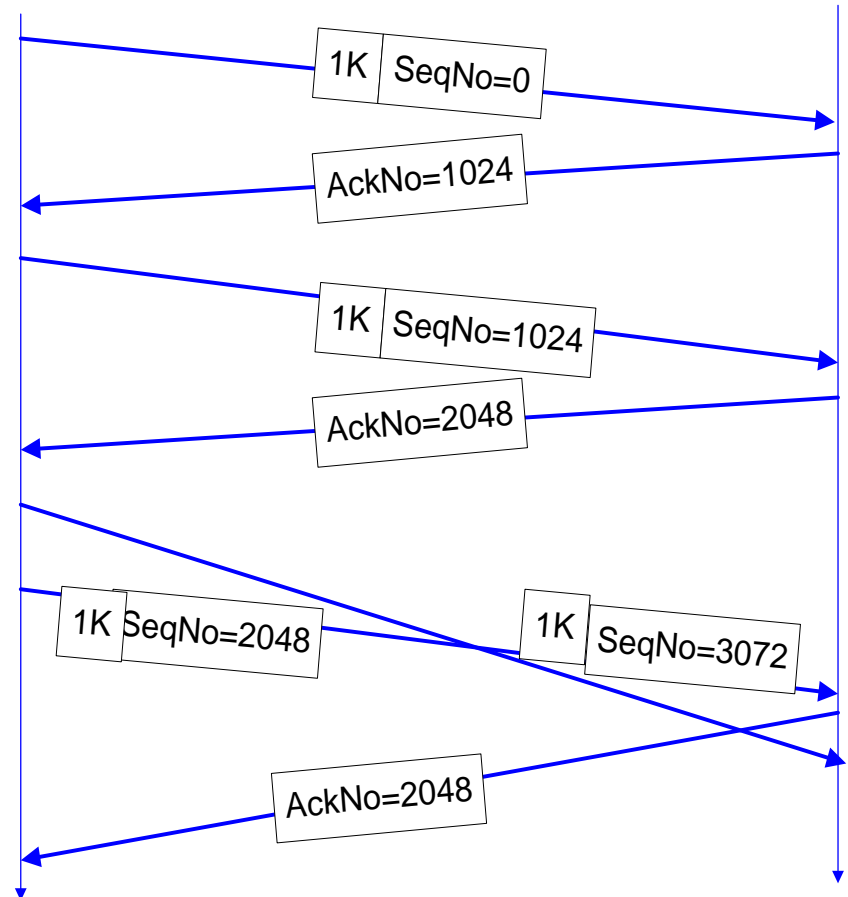 1K SeqNo=0
AckNo=1024
1K SeqNo=1024
AckNo=2048
1K SeqNo=2048
1K SeqNo=3072
AckNo=2048